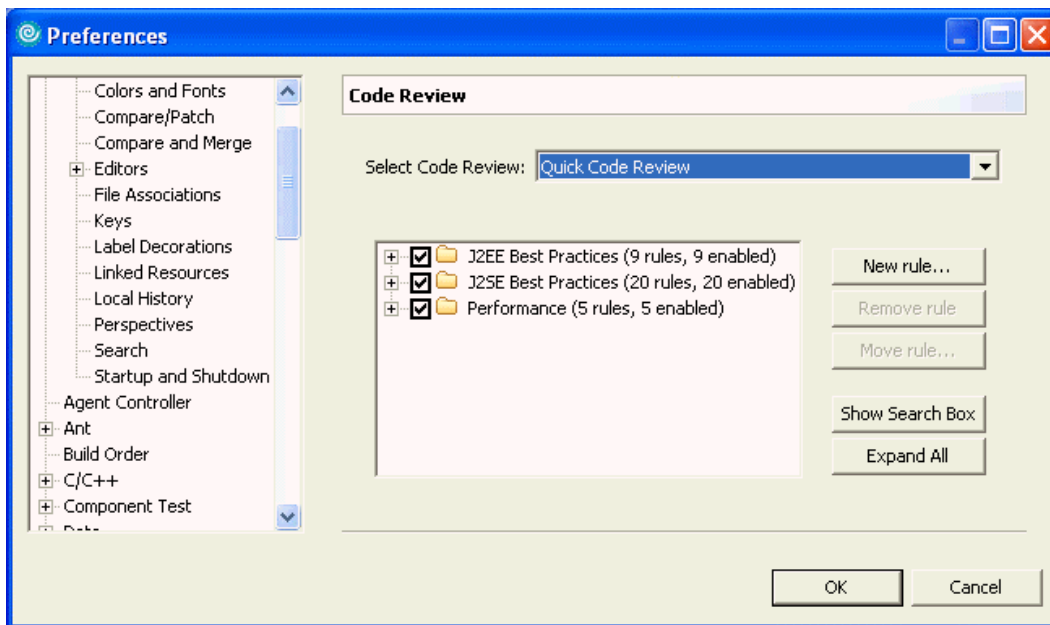 Preferences
Colors and Fonts
Compare/Patch
Compare and Merge
Editors
File Associations
Keys
Label Decorations
Linked Resources
Local History
Perspectives
Search
Startup and Shutdown
Agent Controller
Ant
Build Order
C/C++
Component Test
Data
Code Review
Select Code Review: Quick Code Review
J2EE Best Practices (9 rules, 9 enabled)
J2SE Best Practices (20 rules, 20 enabled)
Performance (5 rules, 5 enabled)
New rule...
Remove rule
Move rule...
Show Search Box
Expand All
OK
Cancel